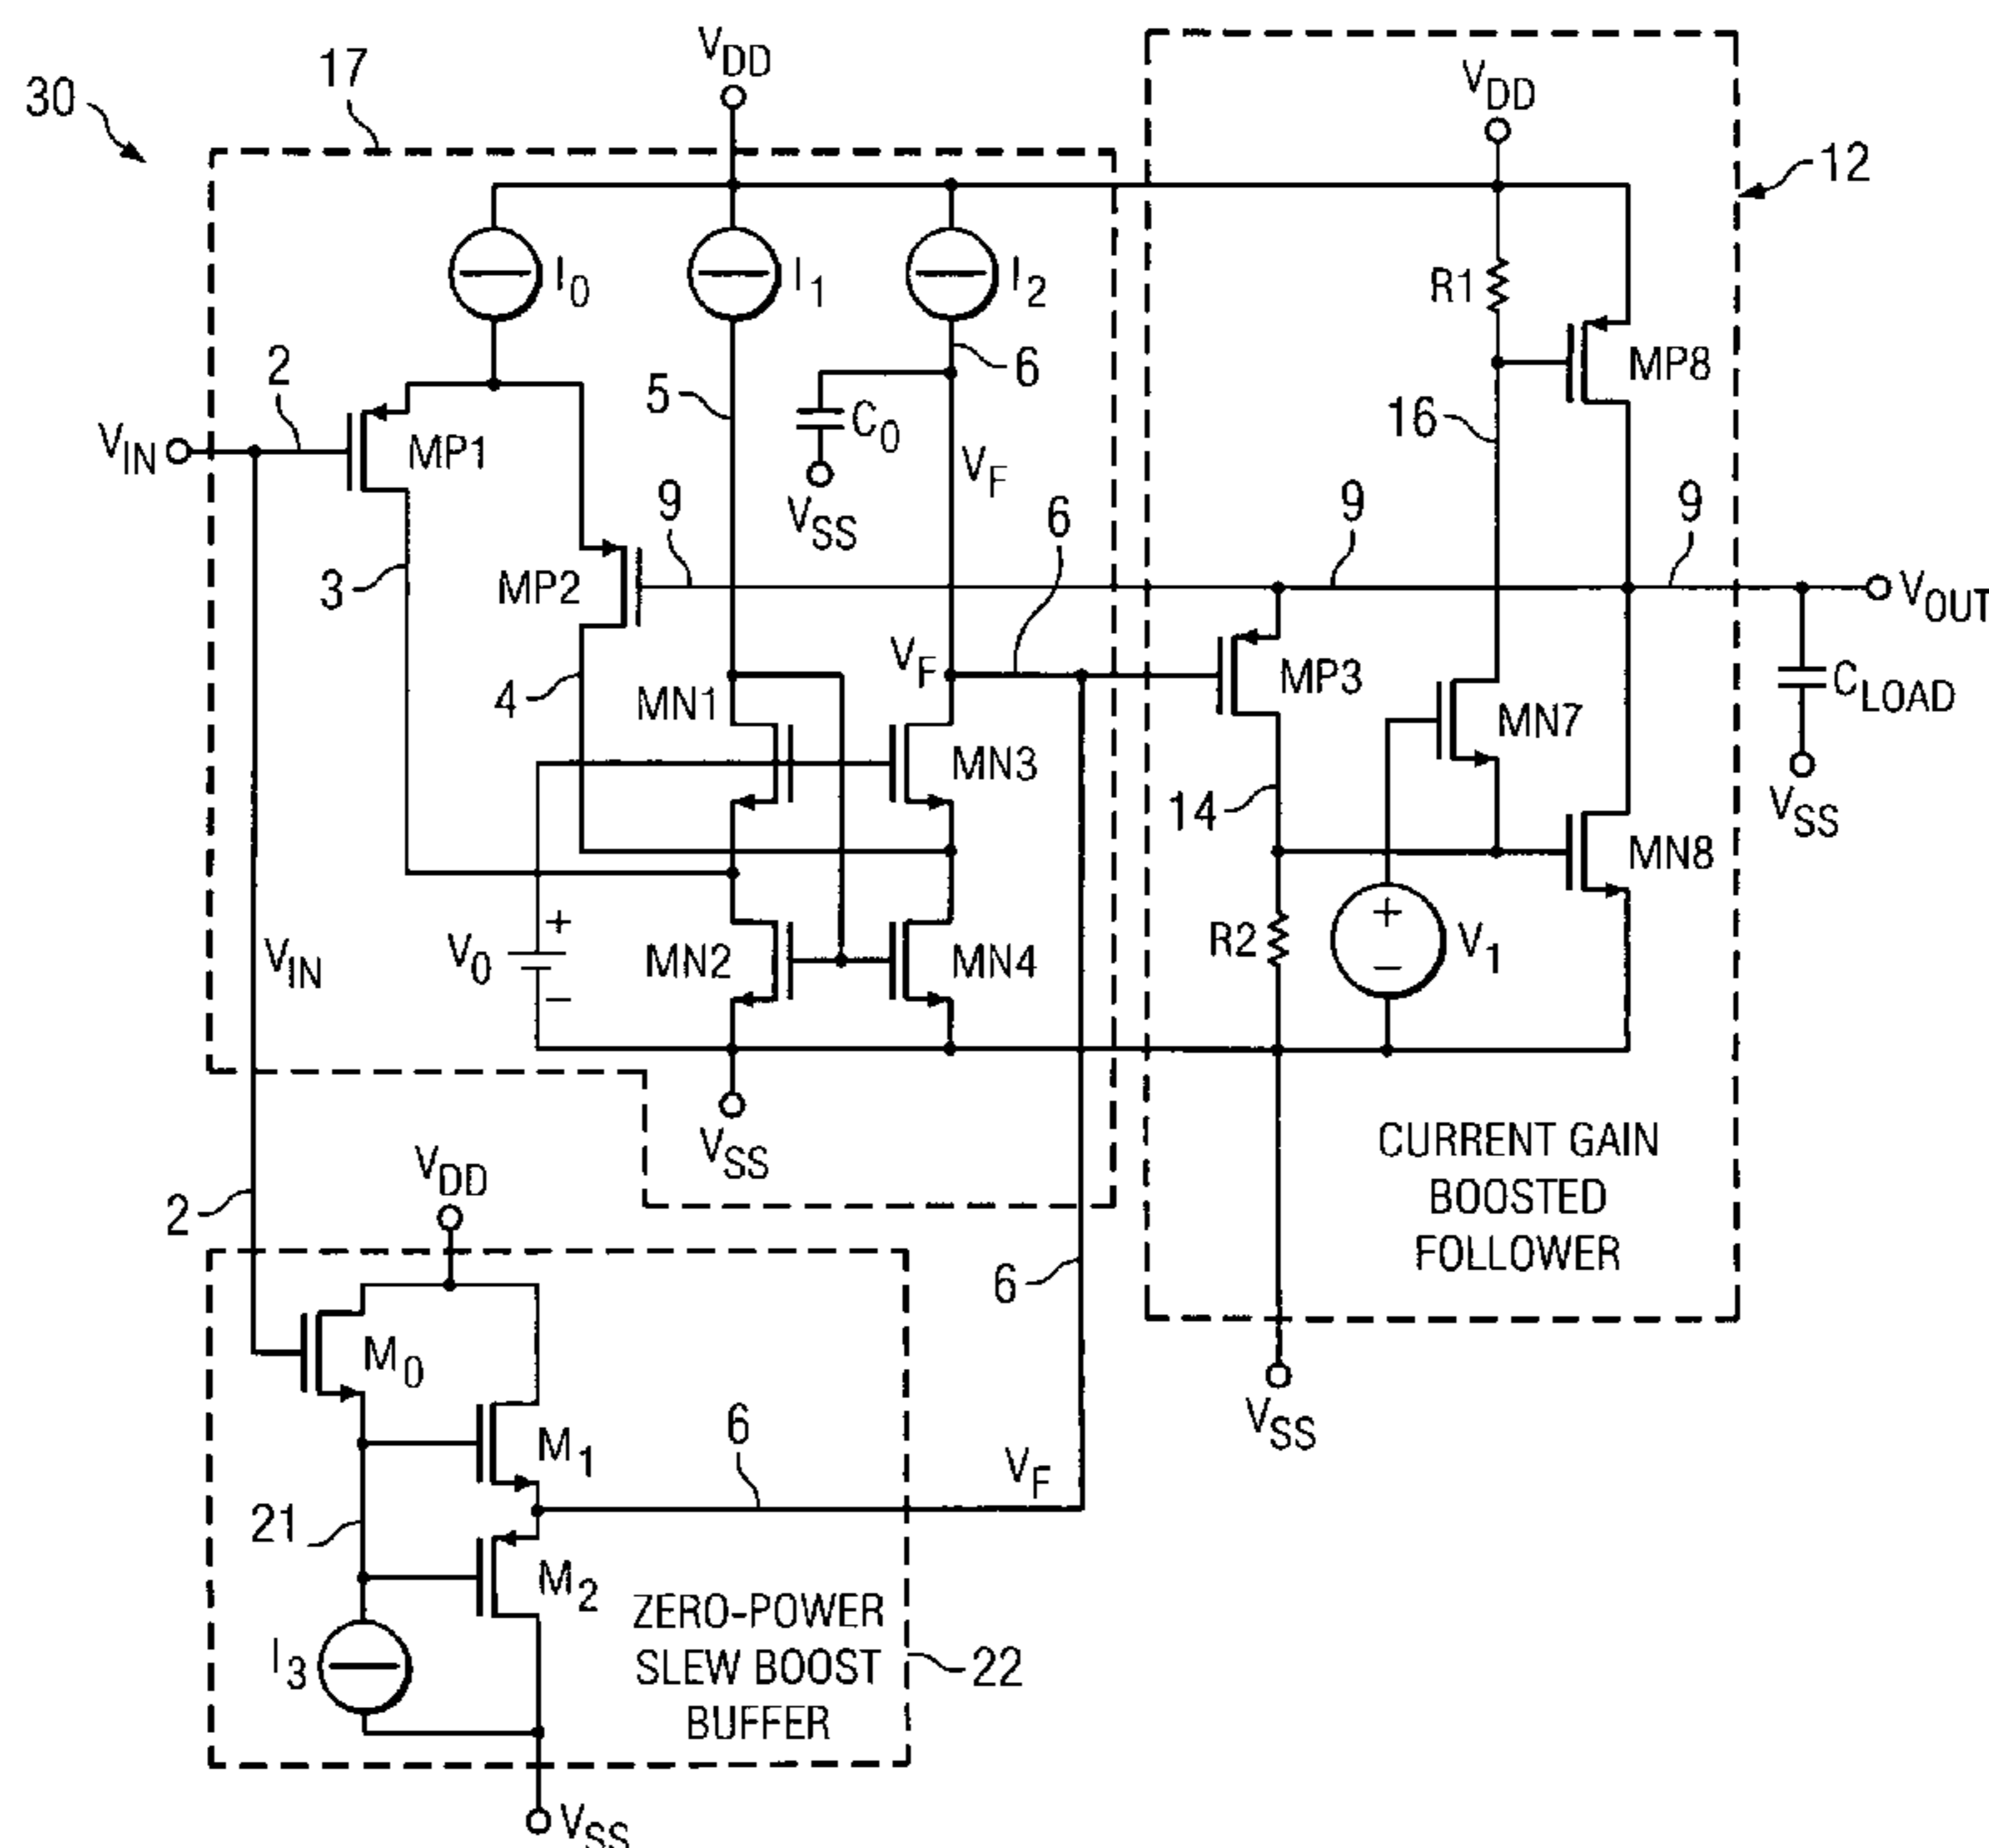 30
17
VDD
VDD
12
I0
I1
I2
R1
MP8
6
2
5
C0
16
VIN
MP1
VF
VSS
9
6
9
9
3
MP2
VOUT
4
MN1
VF
MP3
MN7
CLOAD
MN3
14
VSS
MN8
VIN
V0
+
-
MN2
MN4
R2
+
-
V1
VSS
CURRENT GAIN
BOOSTED
FOLLOWER
2
VDD
6
M0
VSS
M1
6
VF
21
M2
I3
ZERO-POWER
SLEW BOOST
BUFFER
22
VSS